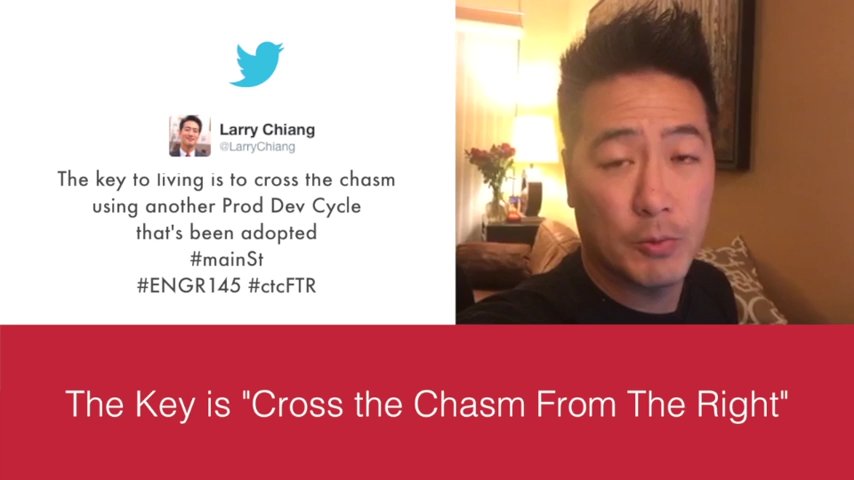 Larry Chiang
@LarryChiang
The key to living is to cross the chasm
using another Prod Dev Cycle
that's been adopted
#mainSt
#ENGR145 #ctcFTR
The Key is "Cross the Chasm From The Right"